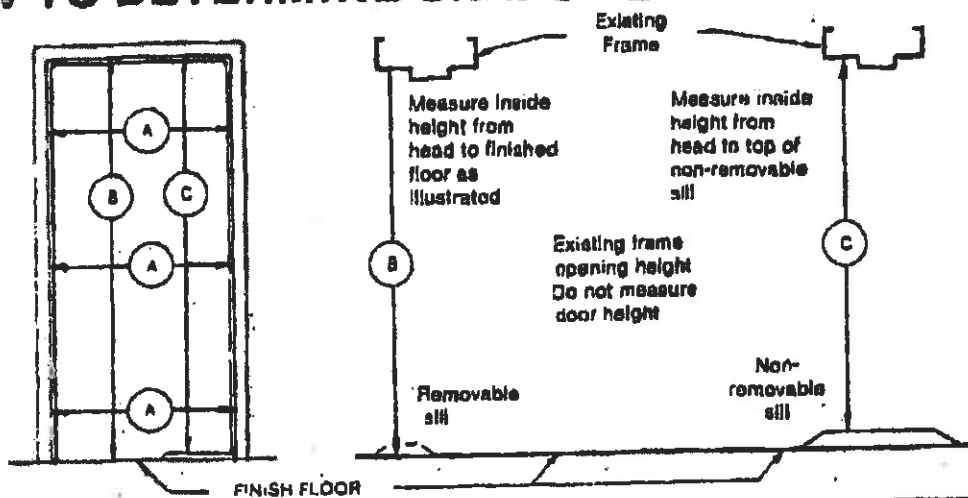 TO DETERMINE
Existing
Frame
A
B
C
A
A
Measure inside
height from
head to finished
floor as
illustrated
Measure inside
height from
head to top of
non-removable
sill
B
C
Existing frame
opening height
Do not measure
door height
Removable
sill
Non-
removable
sill
FINISH FLOOR